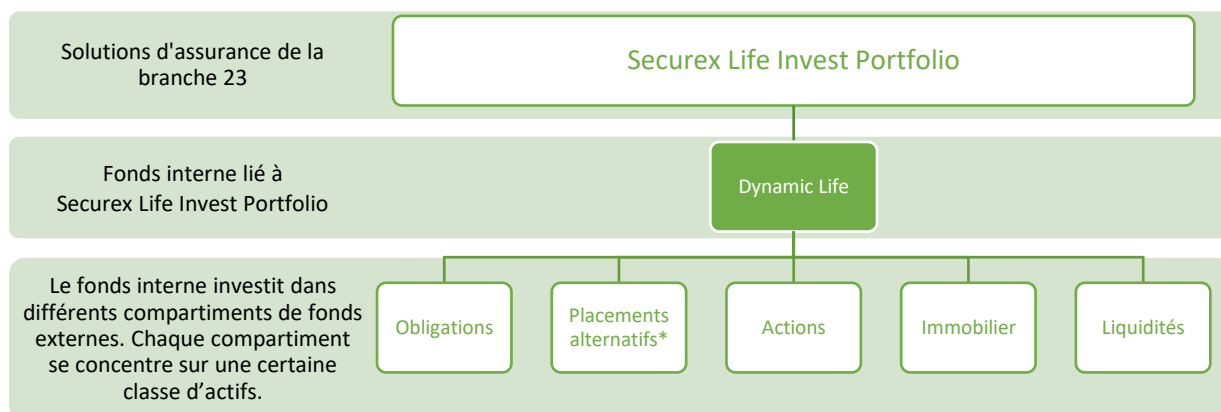 Solutions d'assurance de la
branche 23
Securex Life Invest Portfolio
Fonds interne lié à
Securex Life Invest Portfolio
Dynamic Life
Le fonds interne investit dans
différents compartiments de fonds
externes. Chaque compartiment
se concentre sur une certaine
classe d’actifs.
Obligations
Placements
alternatifs*
Actions
Immobilier
Liquidités